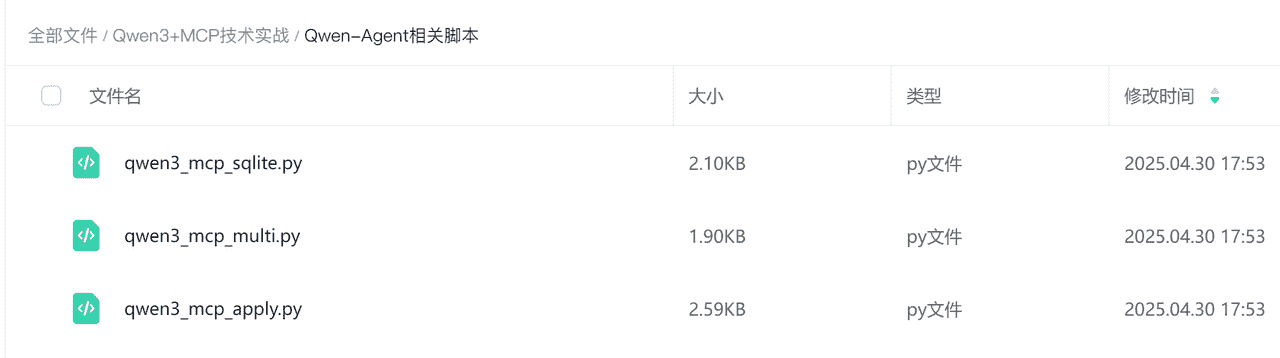 全部文件 / Qwen3+MCP技术实战 / Qwen-Agent相关脚本
文件名 大小 类型 修改时间
qwen3_mcp_sqlite.py 2.10KB py文件 2025.04.30 17:53
qwen3_mcp_multi.py 1.90KB py文件 2025.04.30 17:53
qwen3_mcp_apply.py 2.59KB py文件 2025.04.30 17:53